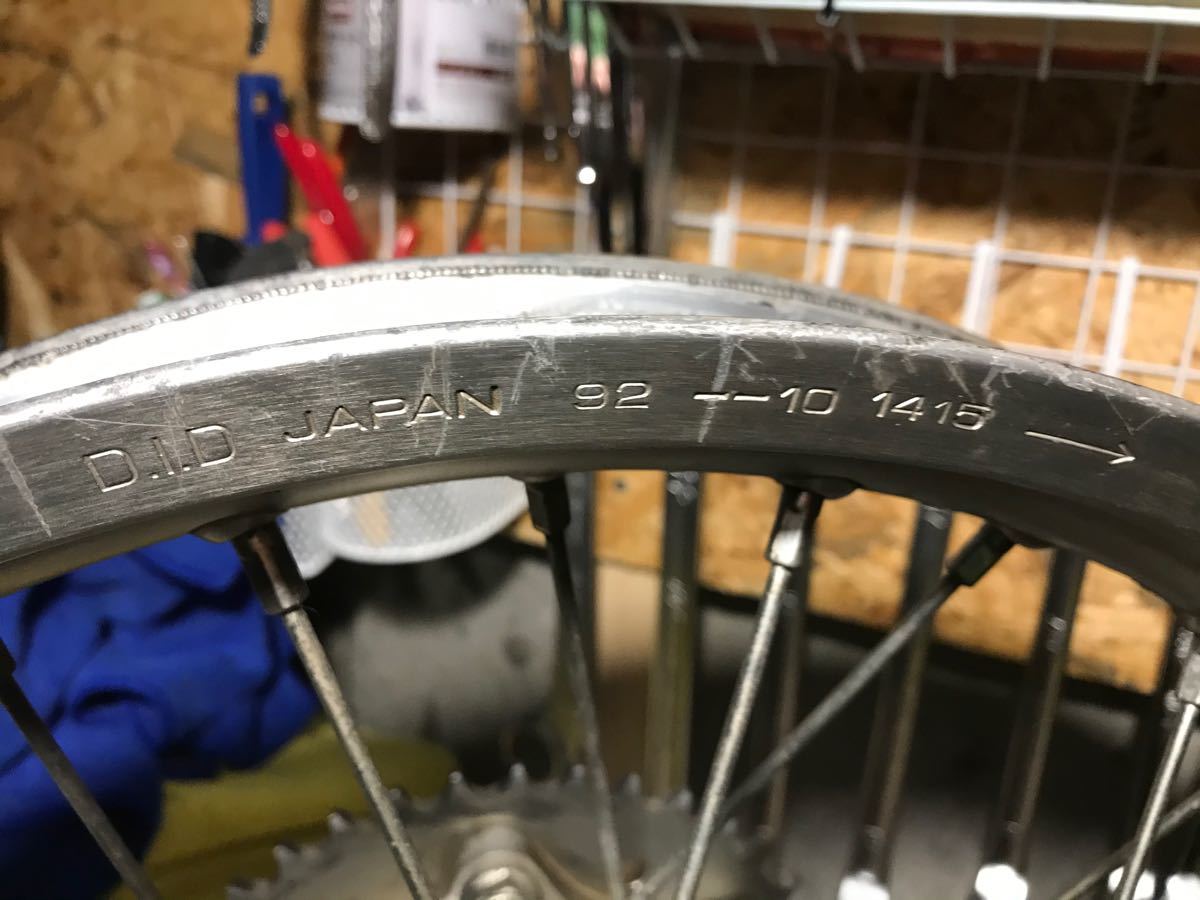 D.I.D JAPAN 92 --10 1415 →